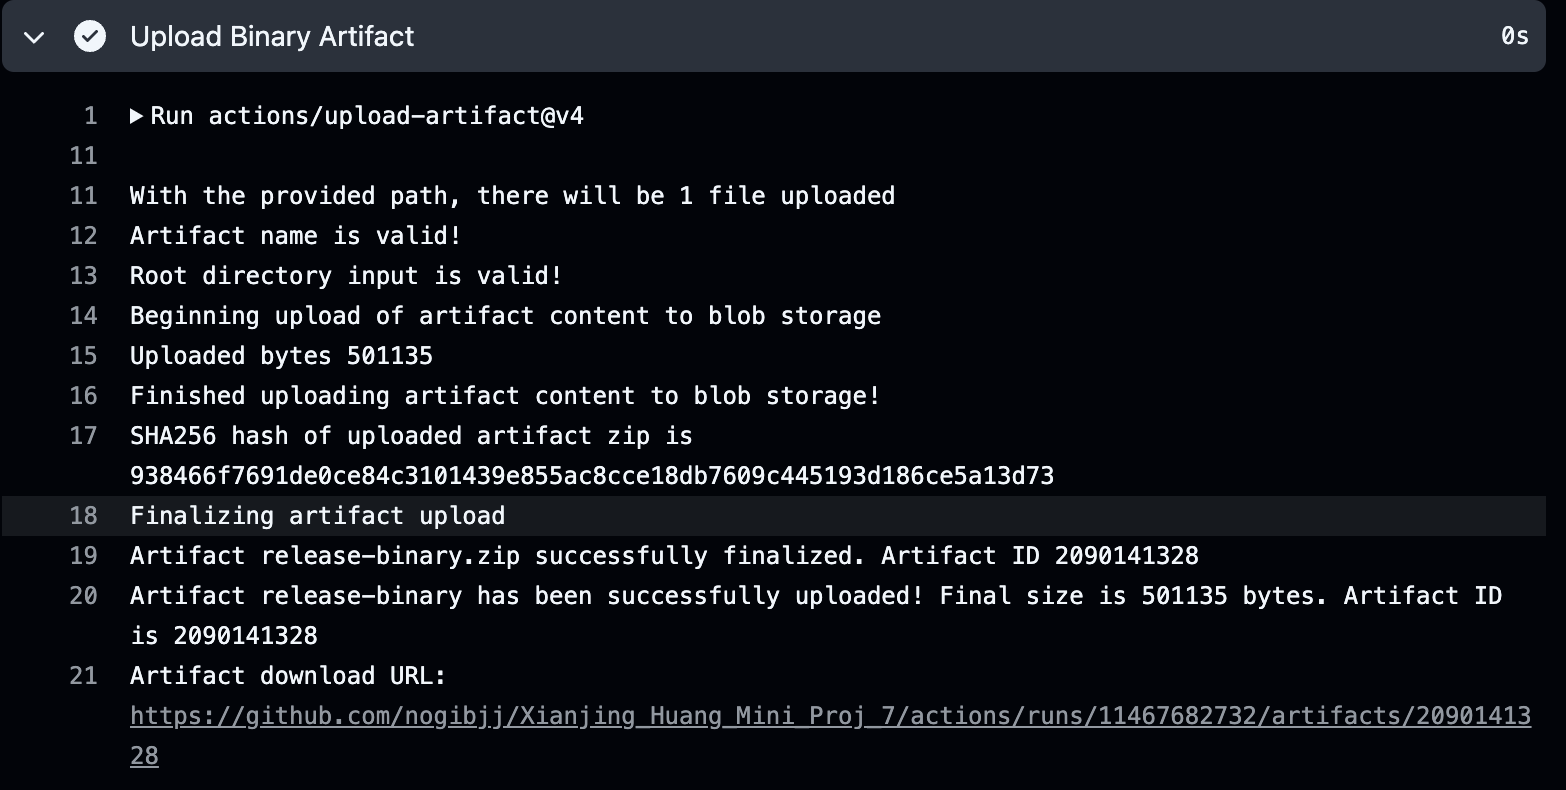 Upload Binary Artifact 0s
1 ▶ Run actions/upload-artifact@v4
11
11 With the provided path, there will be 1 file uploaded
12 Artifact name is valid!
13 Root directory input is valid!
14 Beginning upload of artifact content to blob storage
15 Uploaded bytes 501135
16 Finished uploading artifact content to blob storage!
17 SHA256 hash of uploaded artifact zip is
938466f7691de0ce84c3101439e855ac8cce18db7609c445193d186ce5a13d73
18 Finalizing artifact upload
19 Artifact release-binary.zip successfully finalized. Artifact ID 2090141328
20 Artifact release-binary has been successfully uploaded! Final size is 501135 bytes. Artifact ID
is 2090141328
21 Artifact download URL:
https://github.com/nogibjj/Xianjing_Huang_Mini_Proj_7/actions/runs/11467682732/artifacts/20901413
28